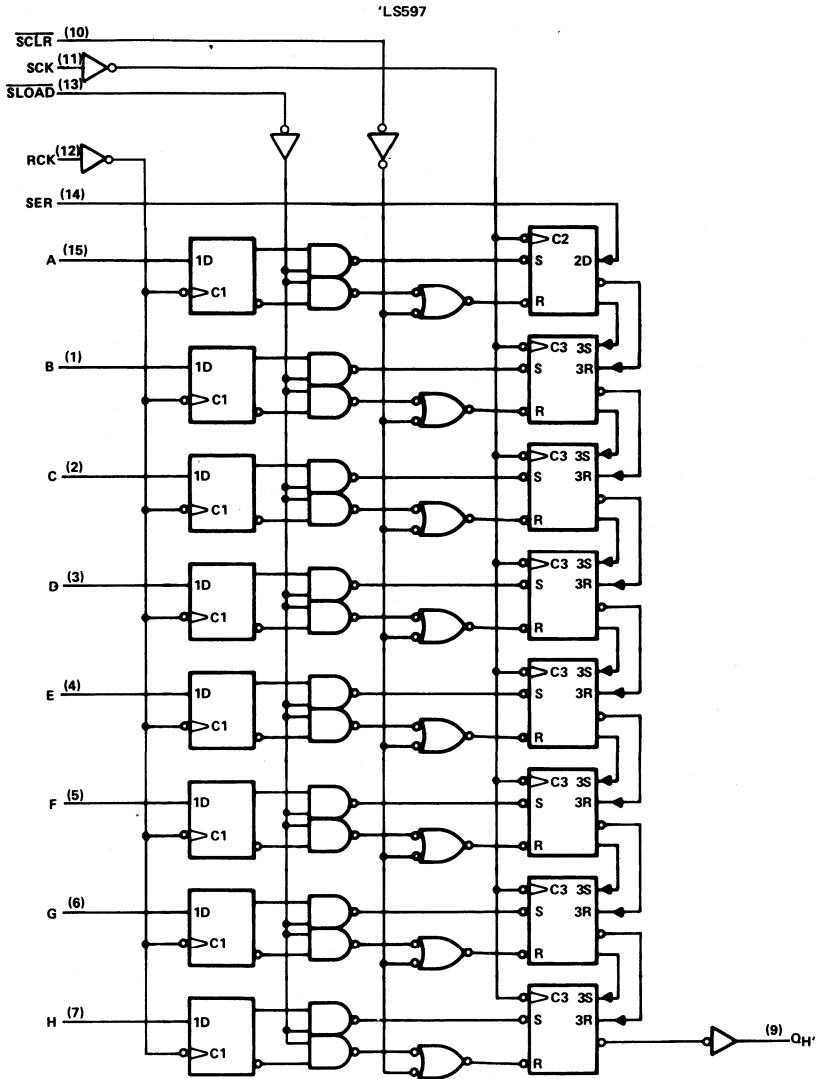 'LS597
SCLR (10)
SCK (11)
SLOAD (13)
RCK (12)
SER (14)
A (15) 1D C1 S R C2 2D
B (1) 1D C1 S R C3 3S 3R
C (2) 1D C1 S R C3 3S 3R
D (3) 1D C1 S R C3 3S 3R
E (4) 1D C1 S R C3 3S 3R
F (5) 1D C1 S R C3 3S 3R
G (6) 1D C1 S R C3 3S 3R
H (7) 1D C1 S R C3 3S 3R
(9) QH'